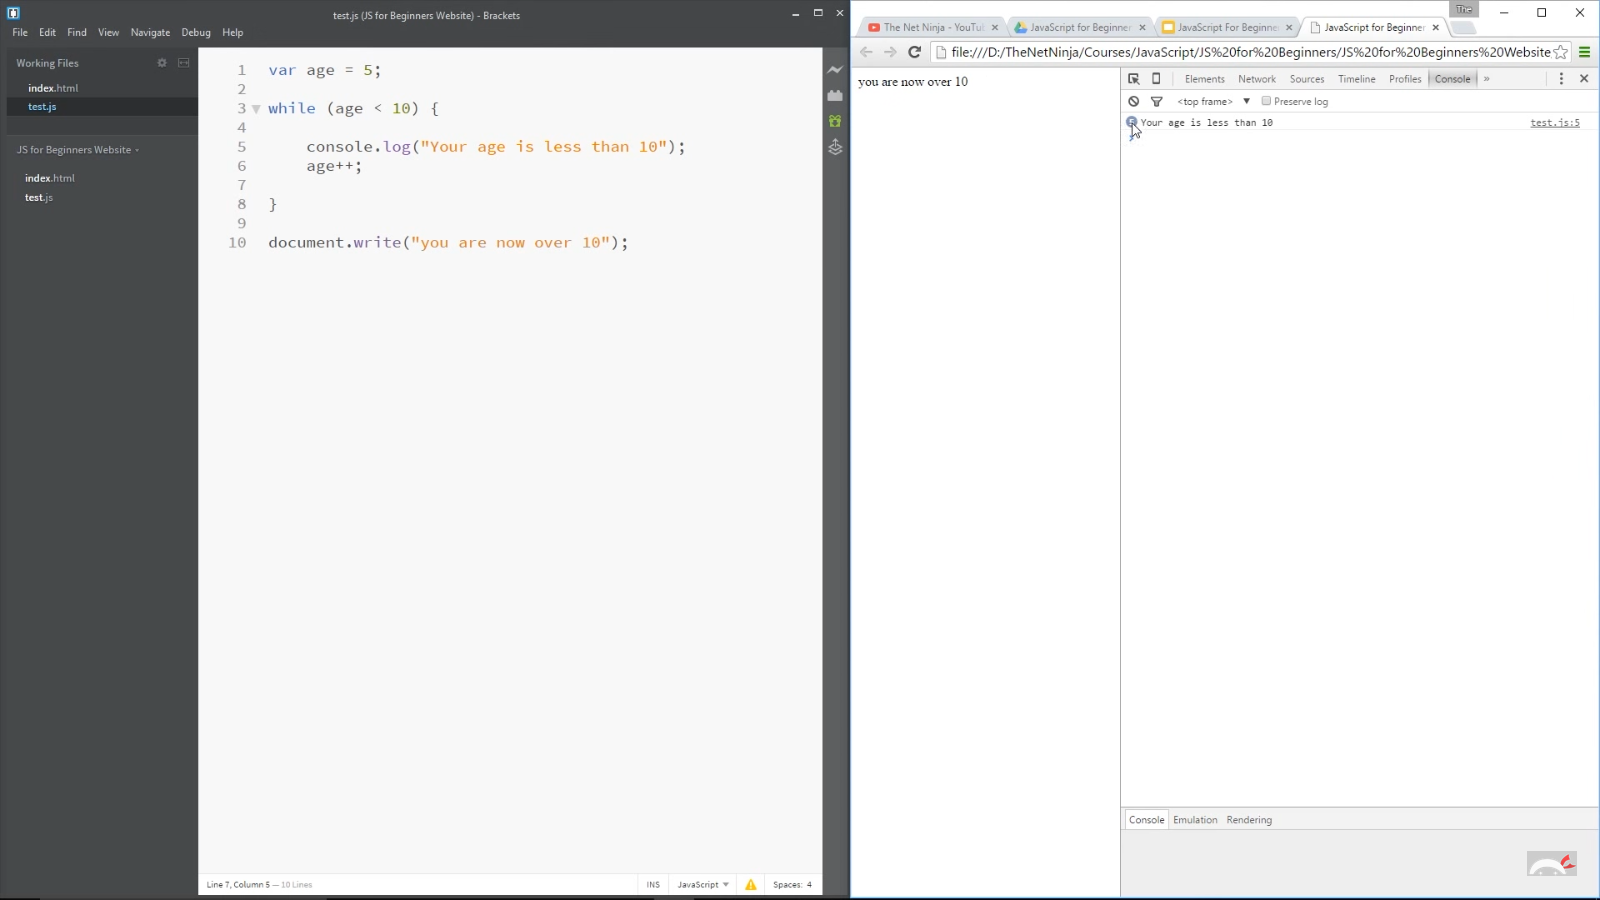 test.js (JS for Beginners Website) - Brackets
File Edit Find View Navigate Debug Help
Working Files
index.html
test.js
JS for Beginners Website
index.html
test.js
1 var age = 5;
2
3 while (age < 10) {
4
5 console.log("Your age is less than 10");
6 age++;
7
8 }
9
10 document.write("you are now over 10");
Line 7, Column 5 — 10 Lines
INS JavaScript Spaces: 4
The
The Net Ninja - YouTu JavaScript for Beginner JavaScript For Beginne JavaScript for Beginner
file:///D:/TheNetNinja/Courses/JavaScript/JS%20for%20Beginners/JS%20for%20Beginners%20Website
you are now over 10
Elements Network Sources Timeline Profiles Console »
<top frame> Preserve log
Your age is less than 10 test.js:5
Console Emulation Rendering